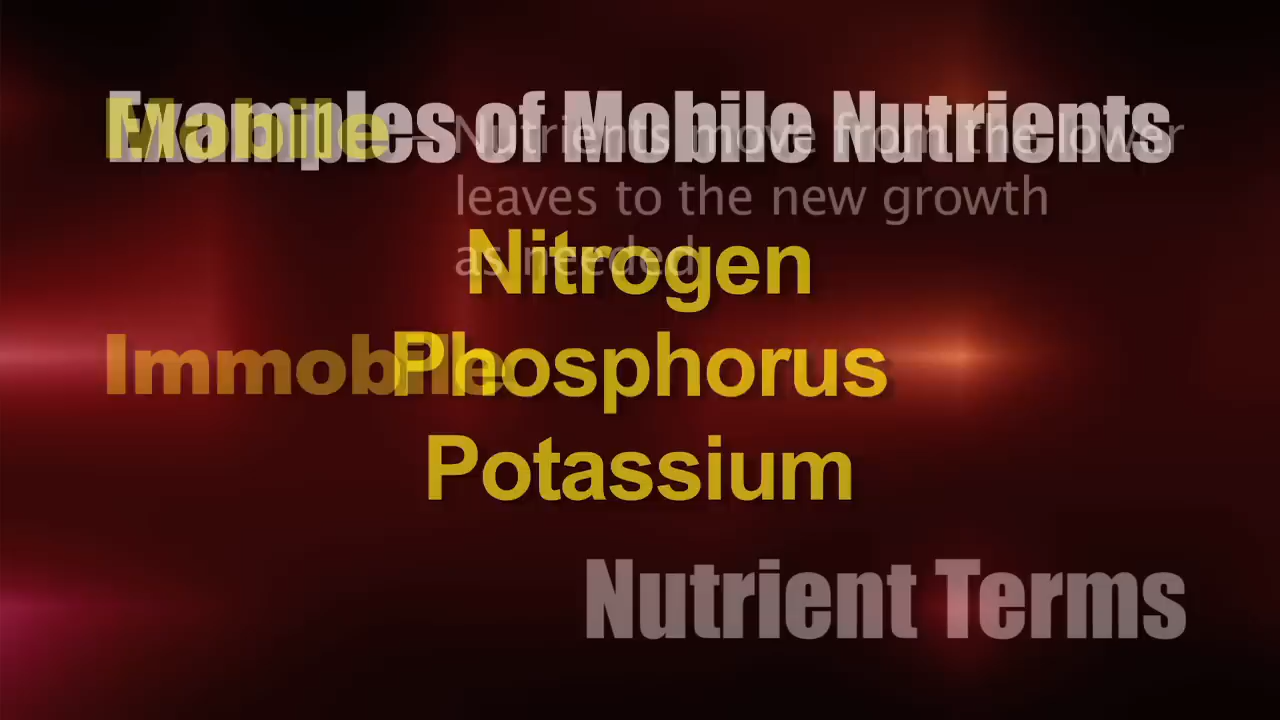 Examples of Mobile Nutrients
Mobile - Nutrients move from the lower
leaves to the new growth
as needed
Nitrogen
Immobile
Phosphorus
Potassium
Nutrient Terms